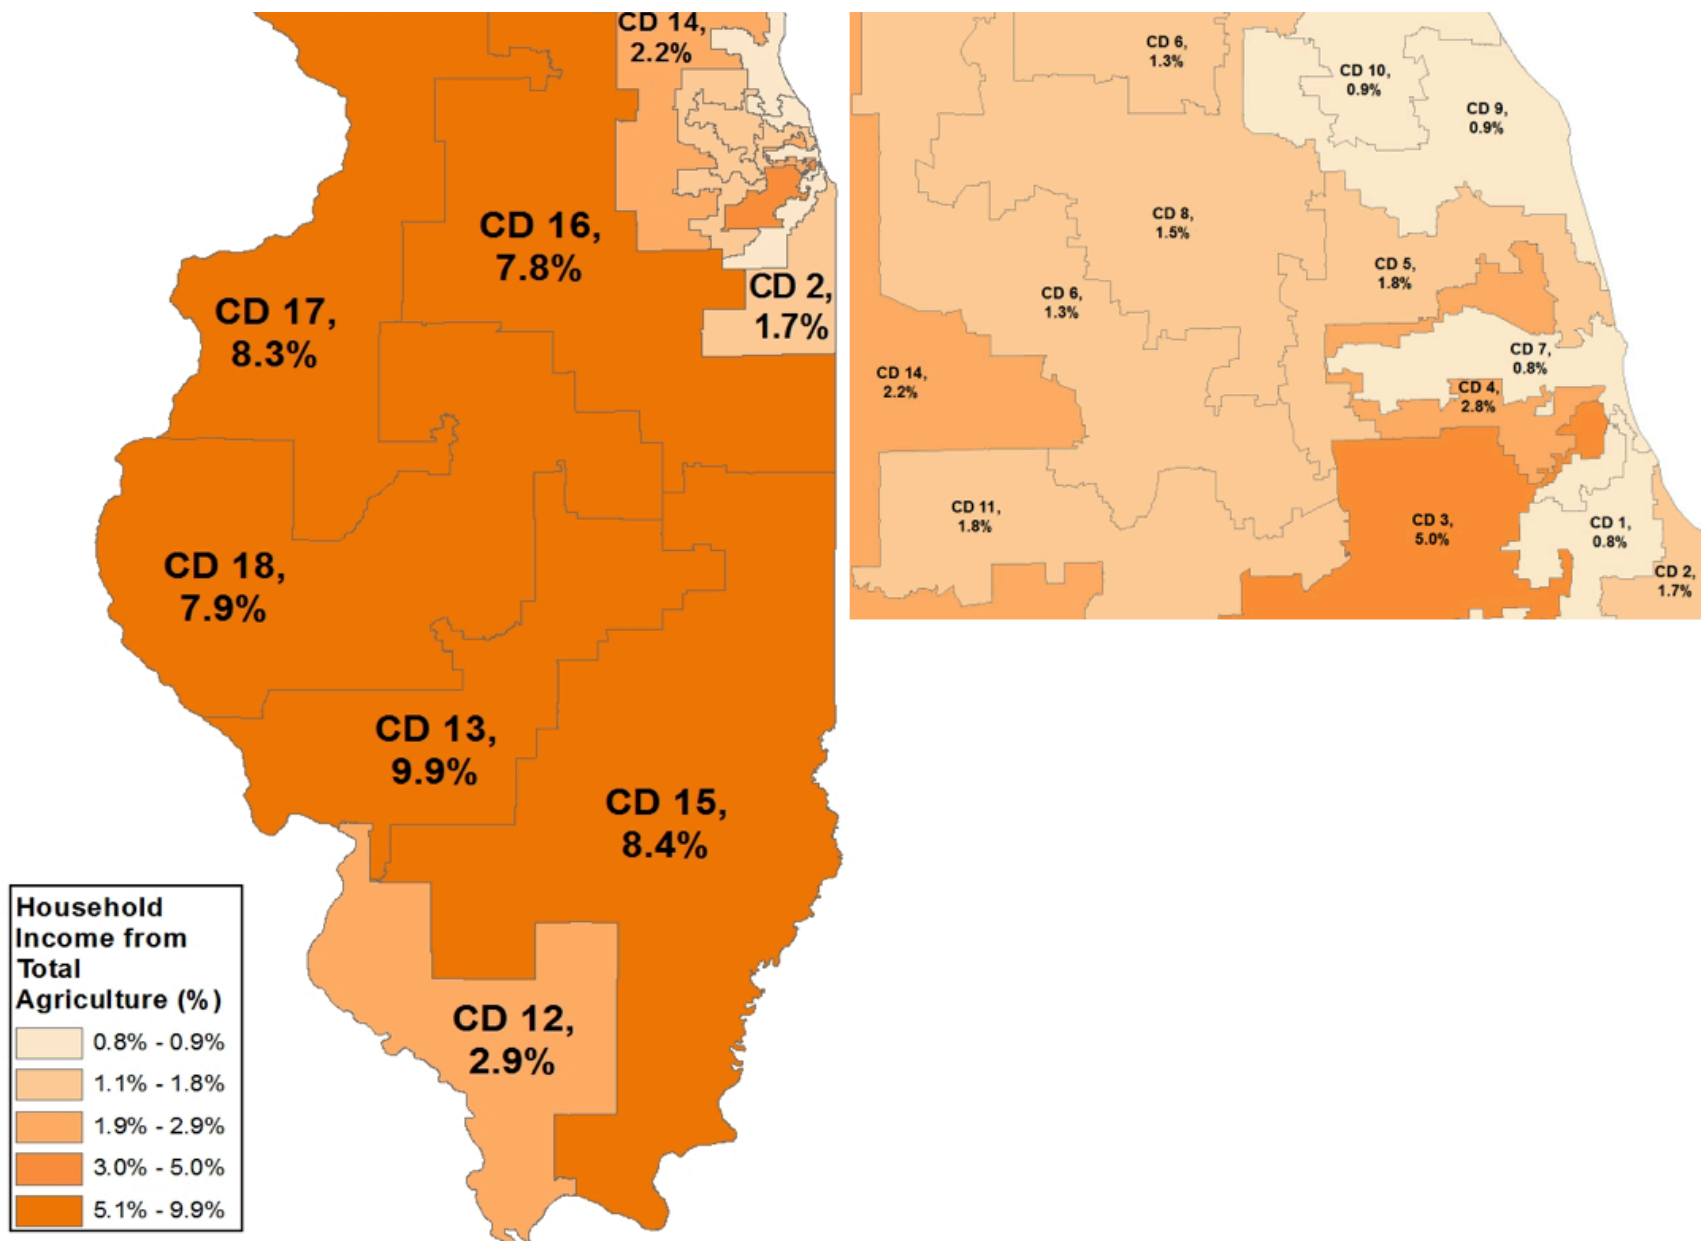 CD 14,
2.2%
CD 16,
7.8%
CD 2,
1.7%
CD 17,
8.3%
CD 18,
7.9%
CD 13,
9.9%
CD 15,
8.4%
CD 12,
2.9%
Household
Income from
Total
Agriculture (%)
0.8% - 0.9%
1.1% - 1.8%
1.9% - 2.9%
3.0% - 5.0%
5.1% - 9.9%
CD 6,
1.3%
CD 10,
0.9%
CD 9,
0.9%
CD 8,
1.5%
CD 5,
1.8%
CD 6,
1.3%
CD 7,
0.8%
CD 14,
2.2%
CD 4,
2.8%
CD 11,
1.8%
CD 3,
5.0%
CD 1,
0.8%
CD 2,
1.7%